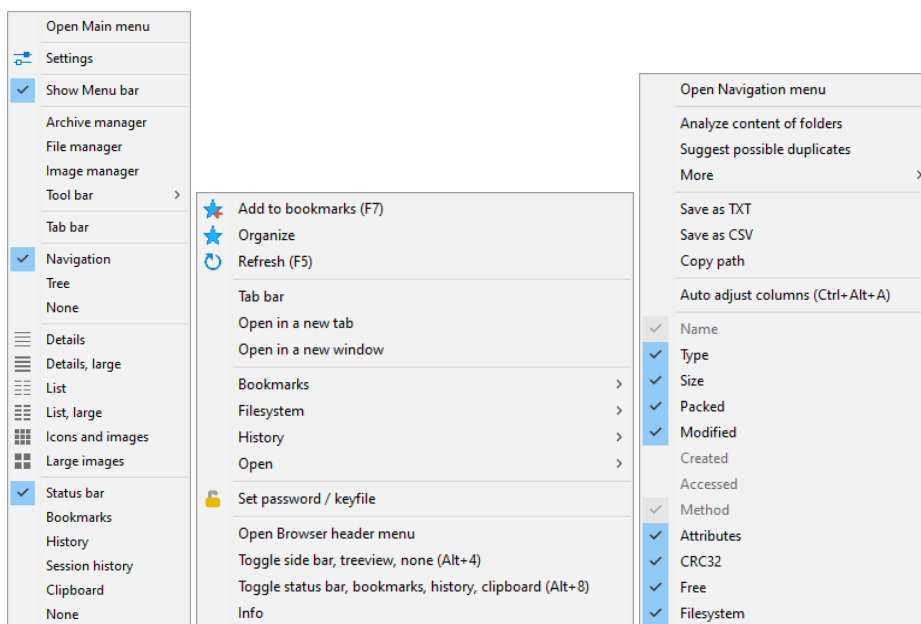 Open Main menu
Settings
Show Menu bar
Archive manager
File manager
Image manager
Tool bar
Tab bar
Navigation
Tree
None
Details
Details, large
List
List, large
Icons and images
Large images
Status bar
Bookmarks
History
Session history
Clipboard
None
Add to bookmarks (F7)
Organize
Refresh (F5)
Tab bar
Open in a new tab
Open in a new window
Bookmarks
Filesystem
History
Open
Set password / keyfile
Open Browser header menu
Toggle side bar, treeview, none (Alt+4)
Toggle status bar, bookmarks, history, clipboard (Alt+8)
Info
Open Navigation menu
Analyze content of folders
Suggest possible duplicates
More
Save as TXT
Save as CSV
Copy path
Auto adjust columns (Ctrl+Alt+A)
Name
Type
Size
Packed
Modified
Created
Accessed
Method
Attributes
CRC32
Free
Filesystem